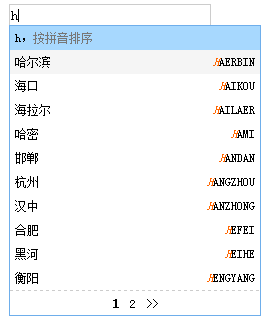 h
h，按拼音排序
哈尔滨 HAERBIN
海口 HAIKOU
海拉尔 HAILAER
哈密 HAMI
邯郸 HANDAN
杭州 HANGZHOU
汉中 HANZHONG
合肥 HEFEI
黑河 HEIHE
衡阳 HENGYANG
1 2 >>